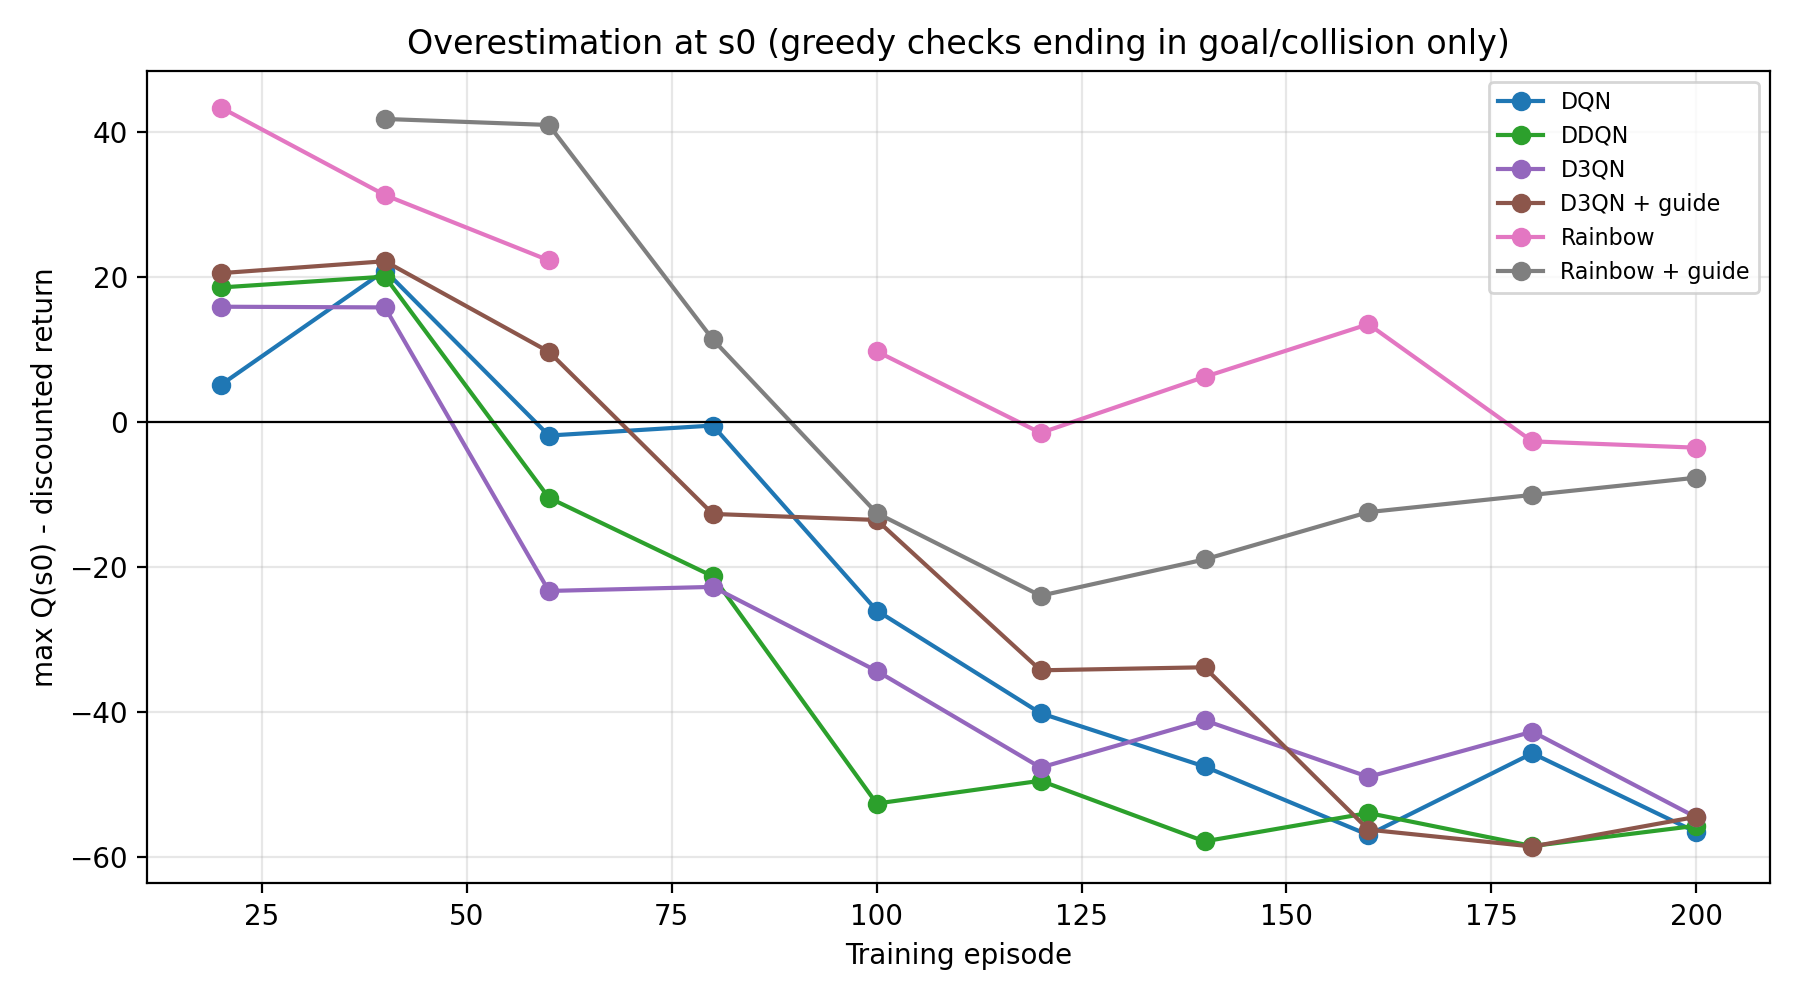 Overestimation at s0 (greedy checks ending in goal/collision only)
max Q(s0) - discounted return
40
20
0
−20
−40
−60
DQN
DDQN
D3QN
D3QN + guide
Rainbow
Rainbow + guide
25 50 75 100 125 150 175 200
Training episode